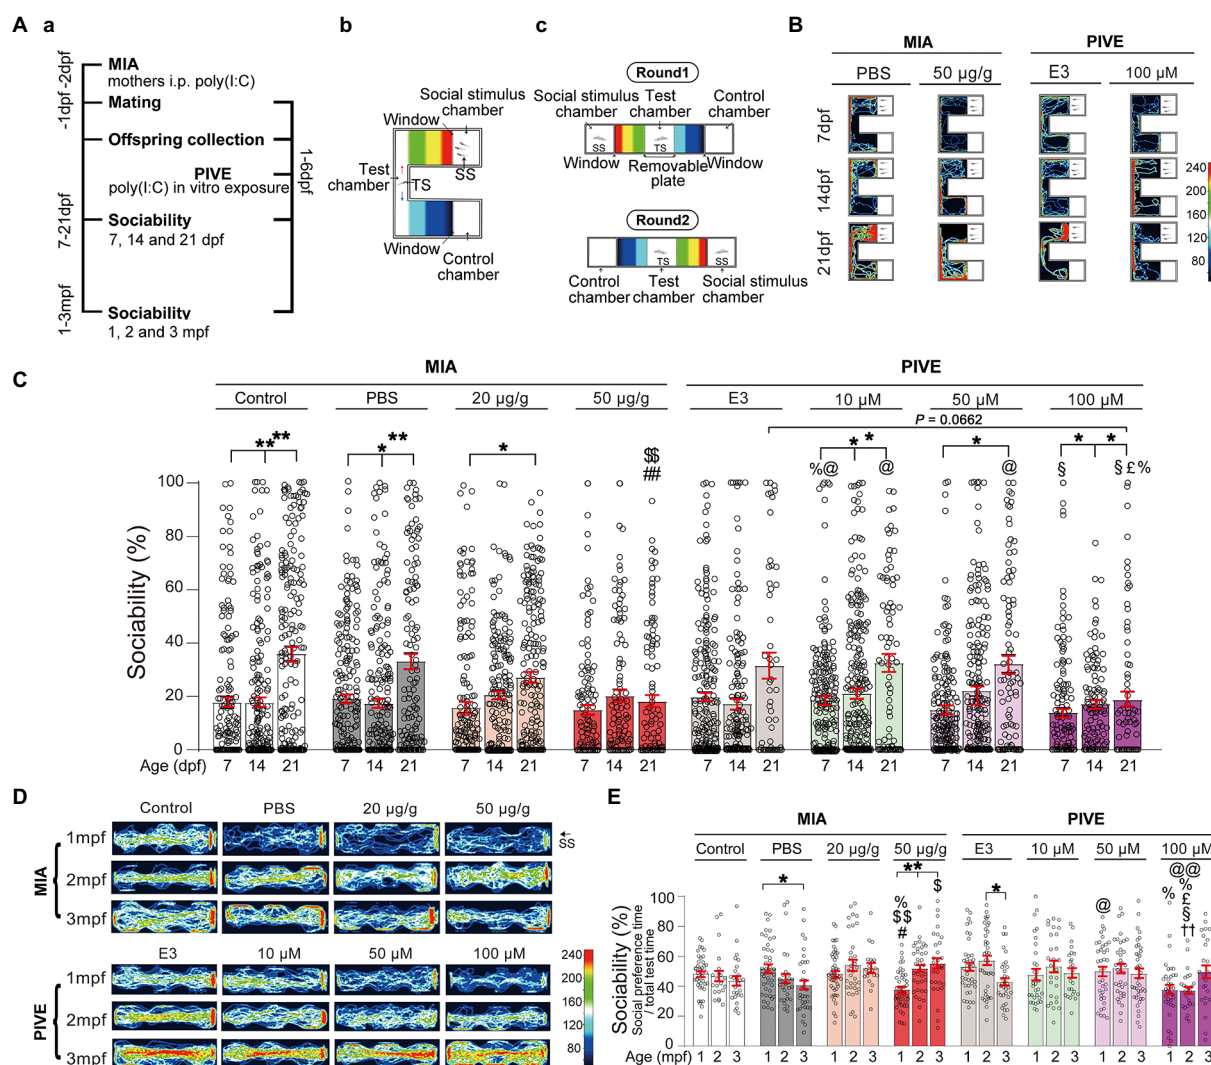 A a
-1dpf -2dpf
7-21dpf
1-3mpf
MIA
mothers i.p. poly(I:C)
Mating
Offspring collection
PIVE
poly(I:C) in vitro exposure
1-6dpf
Sociability
7, 14 and 21 dpf
Sociability
1, 2 and 3 mpf
b
Social stimulus
chamber
Window
Test
chamber
TS
SS
Window
Control
chamber
c
Round1
Social stimulus
chamber
Test
chamber
Control
chamber
SS
TS
Window
Removable
plate
Window
Round2
TS
SS
Control
chamber
Test
chamber
Social stimulus
chamber
B
MIA
PIVE
PBS
50 µg/g
E3
100 µM
7dpf
14dpf
21dpf
240
200
160
120
80
C
MIA
PIVE
Control
PBS
20 µg/g
50 µg/g
E3
10 µM
50 µM
100 µM
P = 0.0662
** **
* **
*
$$
##
* *
%@ @
*
@
* *
§ § £ %
Sociability (%)
100
80
60
40
20
0
Age (dpf)
7 14 21 7 14 21 7 14 21 7 14 21 7 14 21 7 14 21 7 14 21 7 14 21
D
Control
PBS
20 µg/g
50 µg/g
MIA
1mpf
2mpf
3mpf
SS
E3
10 µM
50 µM
100 µM
PIVE
1mpf
2mpf
3mpf
240
200
160
120
80
E
MIA
PIVE
Control
PBS
20 µg/g
50 µg/g
E3
10 µM
50 µM
100 µM
*
**
%
$$
#
$
*
@
%
@@
%
£
§
††
Sociability (%)
Social preference time
/ total test time
100
80
60
40
20
0
Age (mpf)
1 2 3 1 2 3 1 2 3 1 2 3 1 2 3 1 2 3 1 2 3 1 2 3